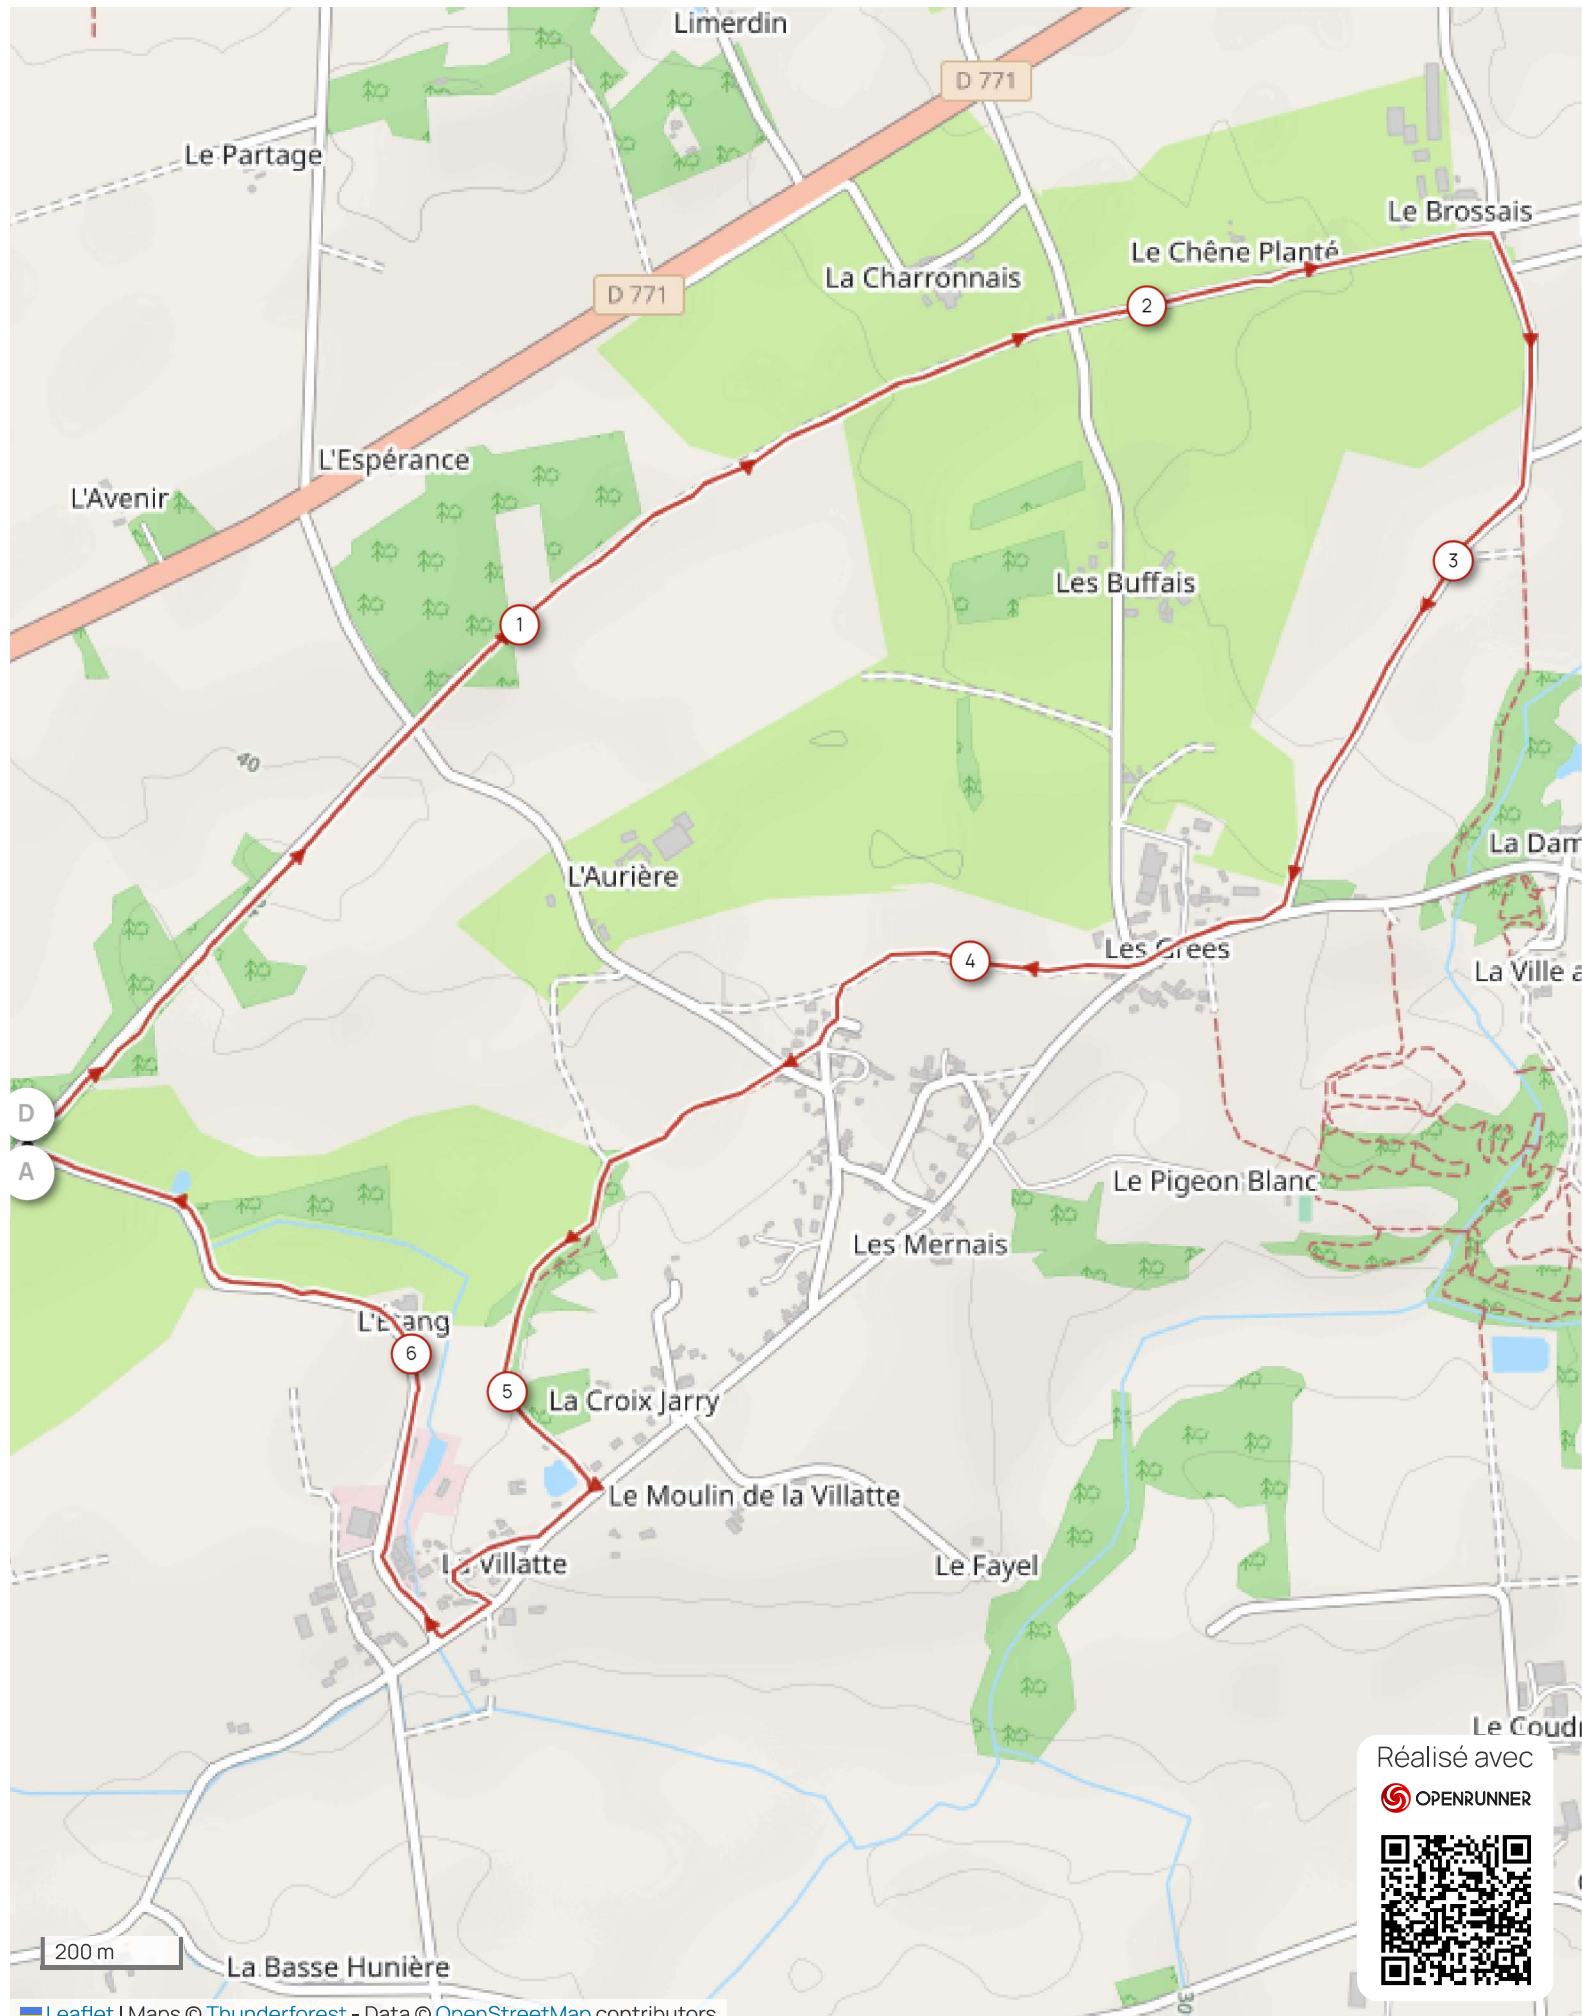 Limerdin
D 771
Le Partage
Le Brossais
Le Chêne Planté
La Charronnais
D 771
2
L'Espérance
L'Avenir
3
Les Buffais
1
40
La Dam
L'Aurière
Les Grées
4
La Ville a
D
A
Le Pigeon Blanc
Les Mernais
L'Étang
6
5
La Croix Jarry
Le Moulin de la Villatte
La Villatte
Le Fayel
Le Coudr
Réalisé avec
OPENRUNNER
200 m
La Basse Hunière
30
Leaflet | Maps © Thunderforest - Data © OpenStreetMap contributors